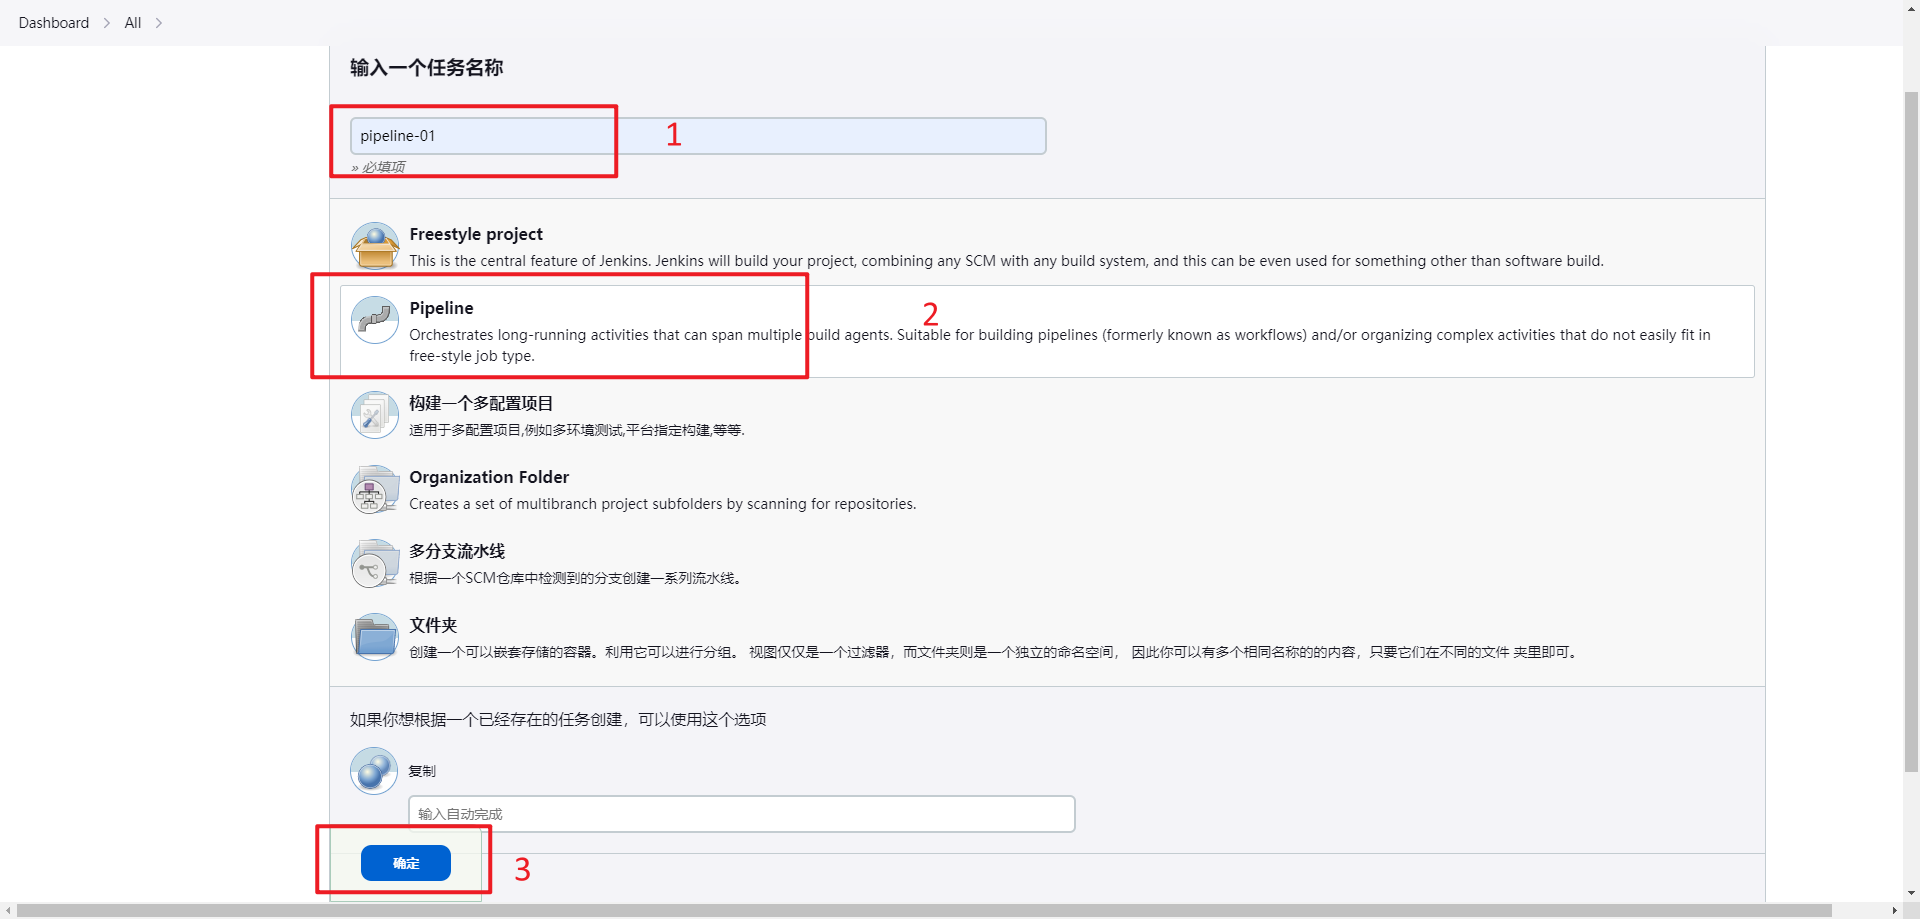 Dashboard > All >
输入一个任务名称
pipeline-01
1
» 必填项
Freestyle project
This is the central feature of Jenkins. Jenkins will build your project, combining any SCM with any build system, and this can be even used for something other than software build.
Pipeline
2
Orchestrates long-running activities that can span multiple build agents. Suitable for building pipelines (formerly known as workflows) and/or organizing complex activities that do not easily fit in
free-style job type.
构建一个多配置项目
适用于多配置项目,例如多环境测试,平台指定构建,等等.
Organization Folder
Creates a set of multibranch project subfolders by scanning for repositories.
多分支流水线
根据一个SCM仓库中检测到的分支创建一系列流水线。
文件夹
创建一个可以嵌套存储的容器。利用它可以进行分组。 视图仅仅是一个过滤器，而文件夹则是一个独立的命名空间， 因此你可以有多个相同名称的的内容，只要它们在不同的文件 夹里即可。
如果你想根据一个已经存在的任务创建，可以使用这个选项
复制
输入自动完成
确定
3